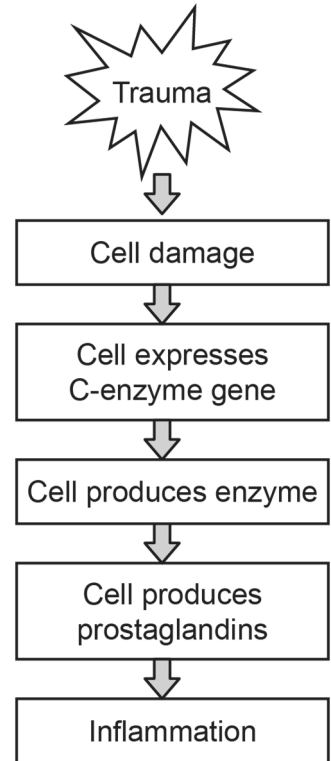 Trauma
Cell damage
Cell expresses
C-enzyme gene
Cell produces enzyme
Cell produces
prostaglandins
Inflammation